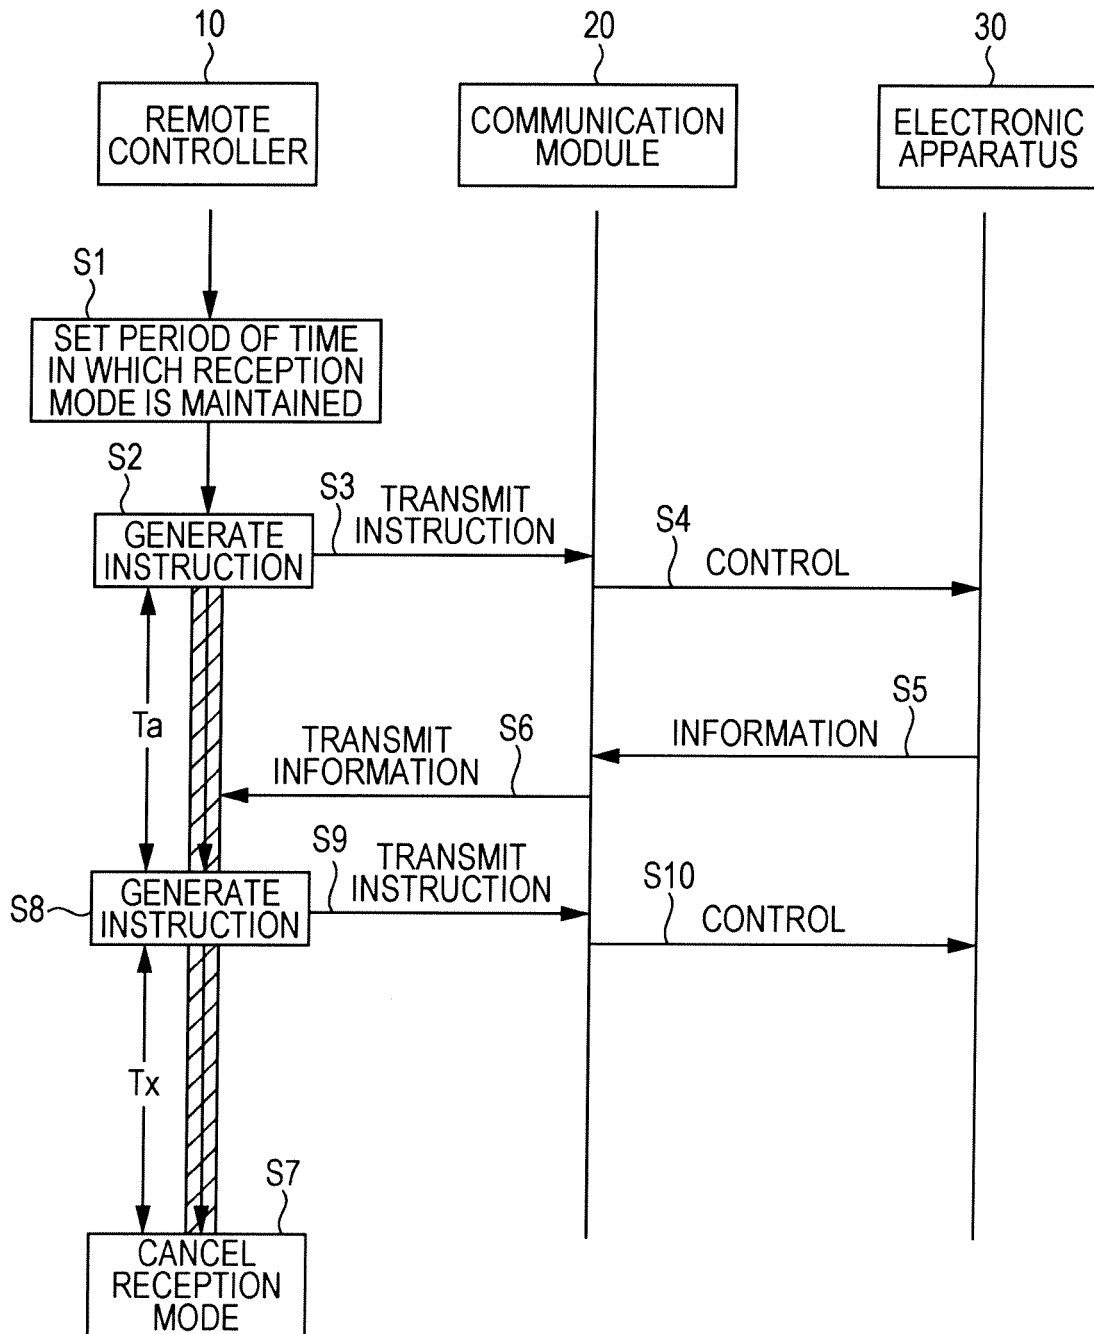 10
20
30
REMOTE
CONTROLLER
COMMUNICATION
MODULE
ELECTRONIC
APPARATUS
S1
SET PERIOD OF TIME
IN WHICH RECEPTION
MODE IS MAINTAINED
S2
GENERATE
INSTRUCTION
S3
TRANSMIT
INSTRUCTION
S4
CONTROL
Ta
S5
INFORMATION
S6
TRANSMIT
INFORMATION
S8
GENERATE
INSTRUCTION
S9
TRANSMIT
INSTRUCTION
S10
CONTROL
Tx
S7
CANCEL
RECEPTION
MODE